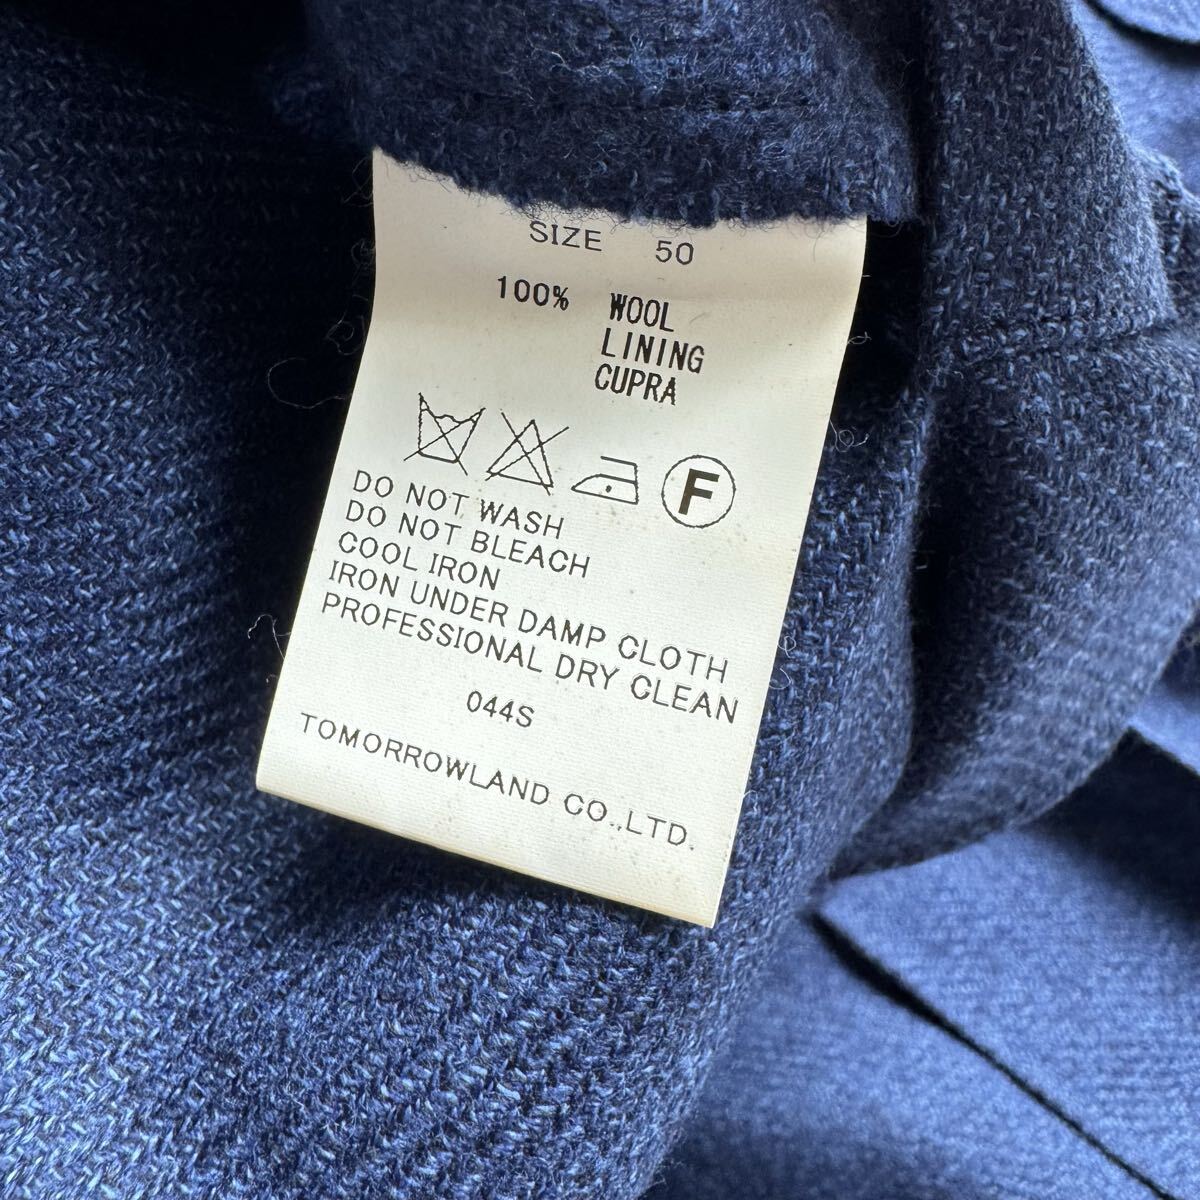 SIZE 50
100% WOOL
LINING
CUPRA
F
DO NOT WASH
DO NOT BLEACH
COOL IRON
IRON UNDER DAMP CLOTH
PROFESSIONAL DRY CLEAN
044S
TOMORROWLAND CO.,LTD.